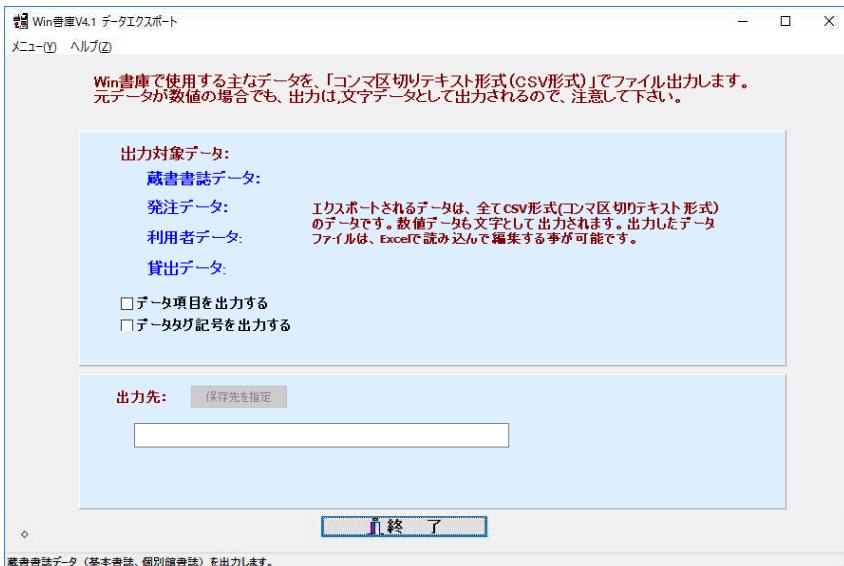 Win書庫V4.1 データエクスポート
メニュー(Y) ヘルプ(Z)
Win書庫で使用する主なデータを、「コンマ区切りテキスト形式(CSV形式)」でファイル出力します。
元データが数値の場合でも、出力は,文字データとして出力されるので、注意して下さい。
出力対象データ:
蔵書書誌データ:
発注データ:
利用者データ:
貸出データ:
エクスポートされるデータは、全てCSV形式(コンマ区切りテキスト形式)
のデータです。数値データも文字として出力されます。出力したデータ
ファイルは、Excelで読み込んで編集する事が可能です。
データ項目を出力する
データタグ記号を出力する
出力先: 保存先を指定
終 了
蔵書書誌データ（基本書誌、個別館書誌）を出力します。